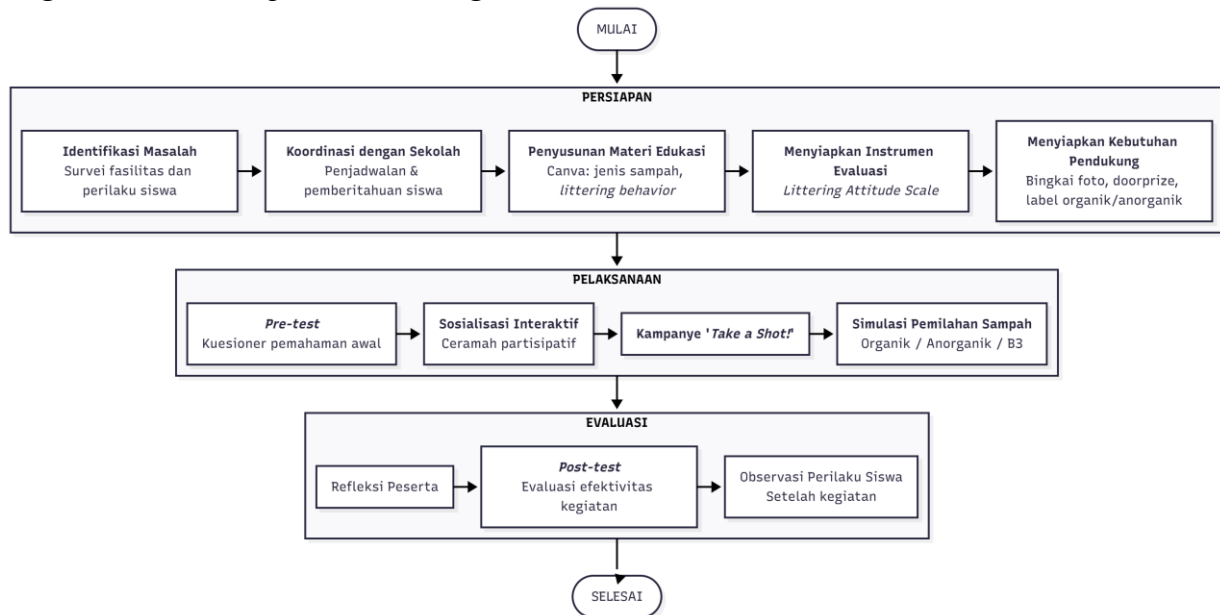 MULAI
PERSIAPAN
Identifikasi Masalah
Survei fasilitas dan
perilaku siswa
Koordinasi dengan Sekolah
Penjadwalan &
pemberitahuan siswa
Penyusunan Materi Edukasi
Canva: jenis sampah,
littering behavior
Menyiapkan Instrumen
Evaluasi
Littering Attitude Scale
Menyiapkan Kebutuhan
Pendukung
Bingkai foto, doorprize,
label organik/anorganik
PELAKSANAAN
Pre-test
Kuesioner pemahaman awal
Sosialisasi Interaktif
Ceramah partisipatif
Kampanye 'Take a Shot!'
Simulasi Pemilahan Sampah
Organik / Anorganik / B3
EVALUASI
Refleksi Peserta
Post-test
Evaluasi efektivitas
kegiatan
Observasi Perilaku Siswa
Setelah kegiatan
SELESAI